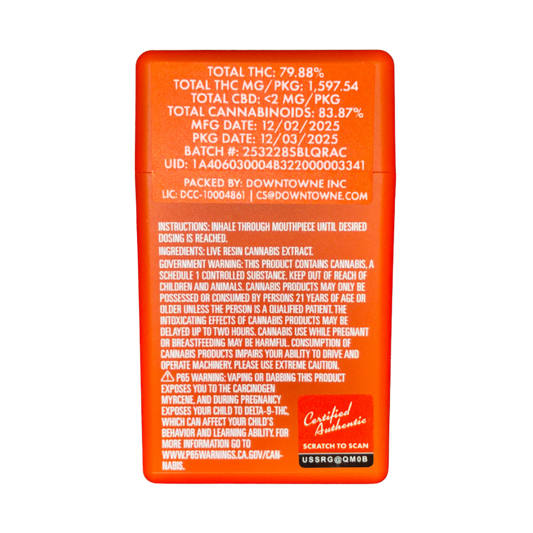 TOTAL THC: 79.88%
TOTAL THC MG/PKG: 1,597.54
TOTAL CBD: <2 MG/PKG
TOTAL CANNABINOIDS: 83.87%
MFG DATE: 12/02/2025
PKG DATE: 12/03/2025
BATCH #: 253228SBLQRAC
UID: 1A406030004B322000003341
PACKED BY: DOWNTOWNE INC
LIC: DCC-10004861 | CS@DOWNTOWNE.COM
INSTRUCTIONS: INHALE THROUGH MOUTHPIECE UNTIL DESIRED
DOSING IS REACHED.
INGREDIENTS: LIVE RESIN CANNABIS EXTRACT.
GOVERNMENT WARNING: THIS PRODUCT CONTAINS CANNABIS, A
SCHEDULE 1 CONTROLLED SUBSTANCE. KEEP OUT OF REACH OF
CHILDREN AND ANIMALS. CANNABIS PRODUCTS MAY ONLY BE
POSSESSED OR CONSUMED BY PERSONS 21 YEARS OF AGE OR
OLDER UNLESS THE PERSON IS A QUALIFIED PATIENT. THE
INTOXICATING EFFECTS OF CANNABIS PRODUCTS MAY BE
DELAYED UP TO TWO HOURS. CANNABIS USE WHILE PREGNANT
OR BREASTFEEDING MAY BE HARMFUL. CONSUMPTION OF
CANNABIS PRODUCTS IMPAIRS YOUR ABILITY TO DRIVE AND
OPERATE MACHINERY. PLEASE USE EXTREME CAUTION.
⚠ P65 WARNING: VAPING OR DABBING THIS PRODUCT
EXPOSES YOU TO THE CARCINOGEN
MYRCENE, AND DURING PREGNANCY
EXPOSES YOUR CHILD TO DELTA-9-THC,
WHICH CAN AFFECT YOUR CHILD'S
BEHAVIOR AND LEARNING ABILITY. FOR
MORE INFORMATION GO TO
WWW.P65WARNINGS.CA.GOV/CAN-
NABIS.
Certified
Authentic
SCRATCH TO SCAN
USSRG@QM0B